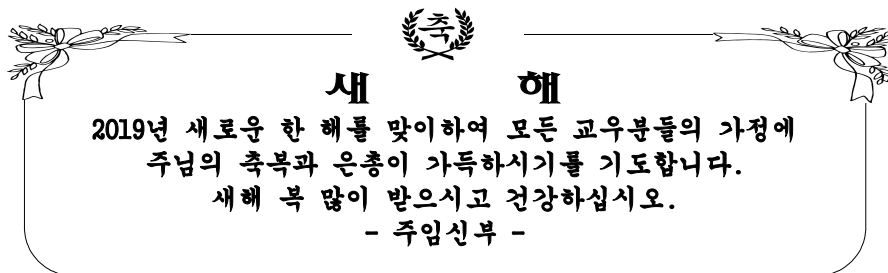 축
새 해
2019년 새로운 한 해를 맞이하여 모든 교우분들의 가정에
주님의 축복과 은총이 가득하시기를 기도합니다.
새해 복 많이 받으시고 건강하십시오.
- 주임신부 -